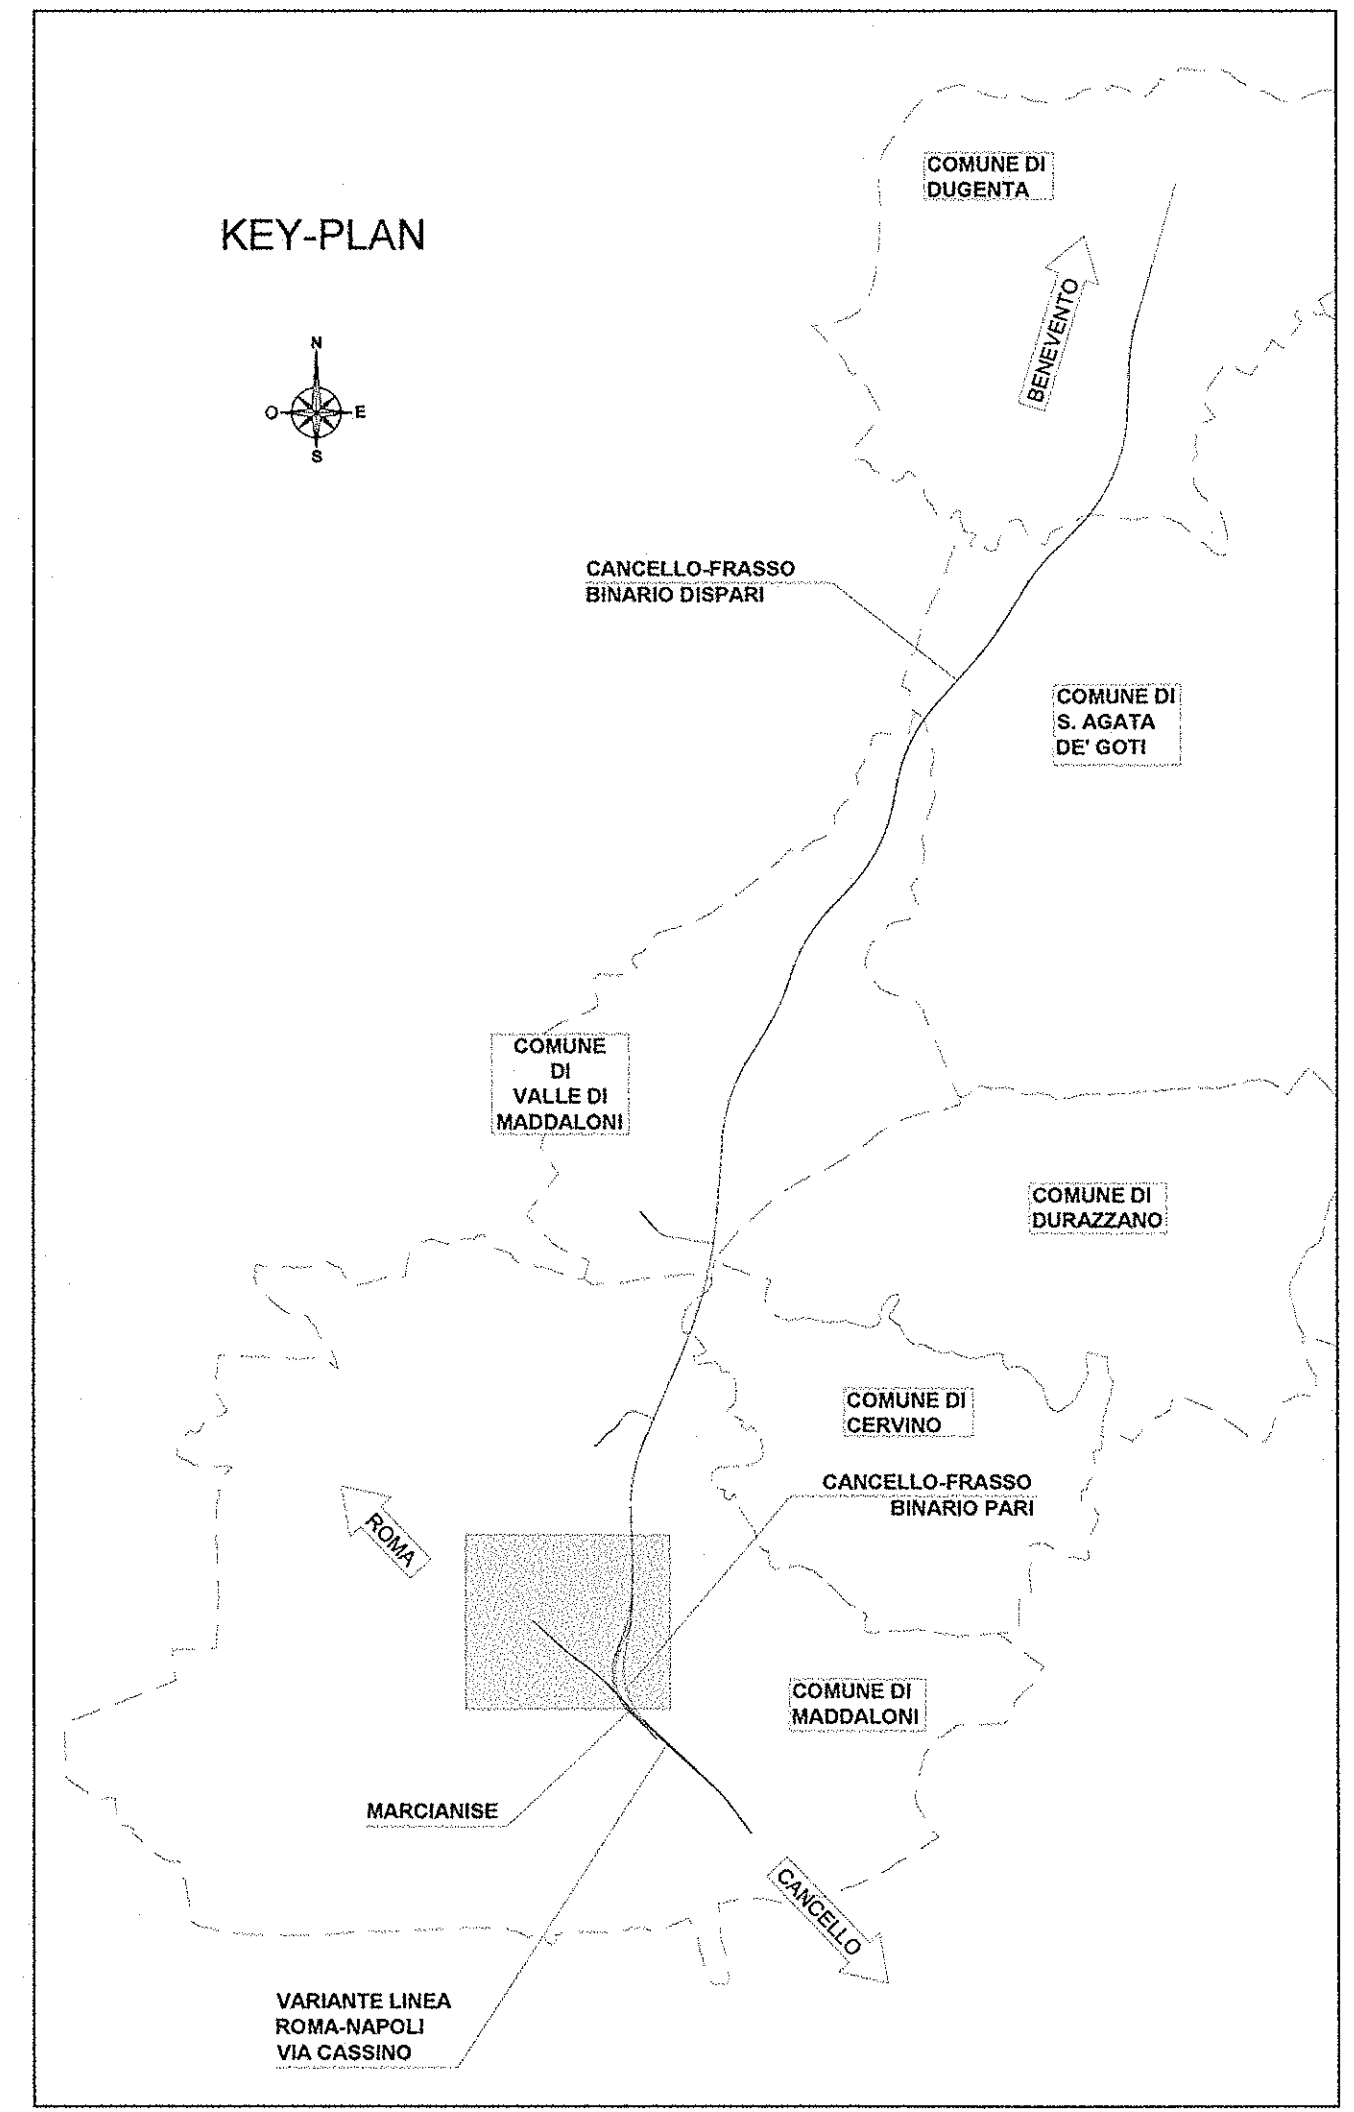 COMUNE DI
DUGENTA
KEY-PLAN
BENEVENTO
N
O
E
S
CANCELLO-FRASSO
BINARIO DISPARI
COMUNE DI
S. AGATA
DE' GOTI
COMUNE
DI
VALLE DI
MADDALONI
COMUNE DI
DURAZZANO
COMUNE DI
CERVINO
CANCELLO-FRASSO
BINARIO PARI
ROMA
COMUNE DI
MADDALONI
MARCIANISE
CANCELLO
VARIANTE LINEA
ROMA-NAPOLI
VIA CASSINO